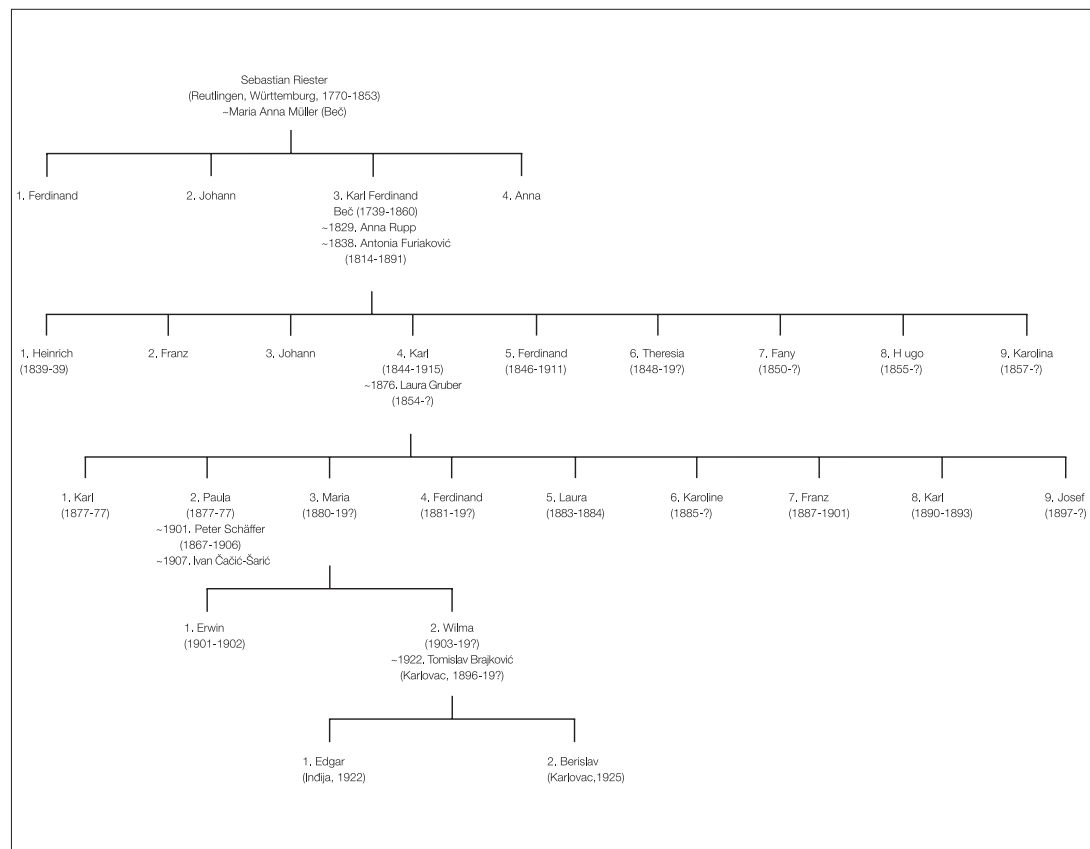 Sebastian Riester
(Reutlingen, Württemburg, 1770-1853)
~Maria Anna Müller (Beč)
1. Ferdinand
2. Johann
3. Karl Ferdinand
Beč (1739-1860)
~1829. Anna Rupp
~1838. Antonia Furiaković
(1814-1891)
4. Anna
1. Heinrich
(1839-39)
2. Franz
3. Johann
4. Karl
(1844-1915)
~1876. Laura Gruber
(1854-?)
5. Ferdinand
(1846-1911)
6. Theresia
(1848-19?)
7. Fany
(1850-?)
8. H ugo
(1855-?)
9. Karolina
(1857-?)
1. Karl
(1877-77)
2. Paula
(1877-77)
~1901. Peter Schäffer
(1867-1906)
~1907. Ivan Čačić-Šarić
3. Maria
(1880-19?)
4. Ferdinand
(1881-19?)
5. Laura
(1883-1884)
6. Karoline
(1885-?)
7. Franz
(1887-1901)
8. Karl
(1890-1893)
9. Josef
(1897-?)
1. Erwin
(1901-1902)
2. Wilma
(1903-19?)
~1922. Tomislav Brajković
(Karlovac, 1896-19?)
1. Edgar
(Inđija, 1922)
2. Berislav
(Karlovac,1925)